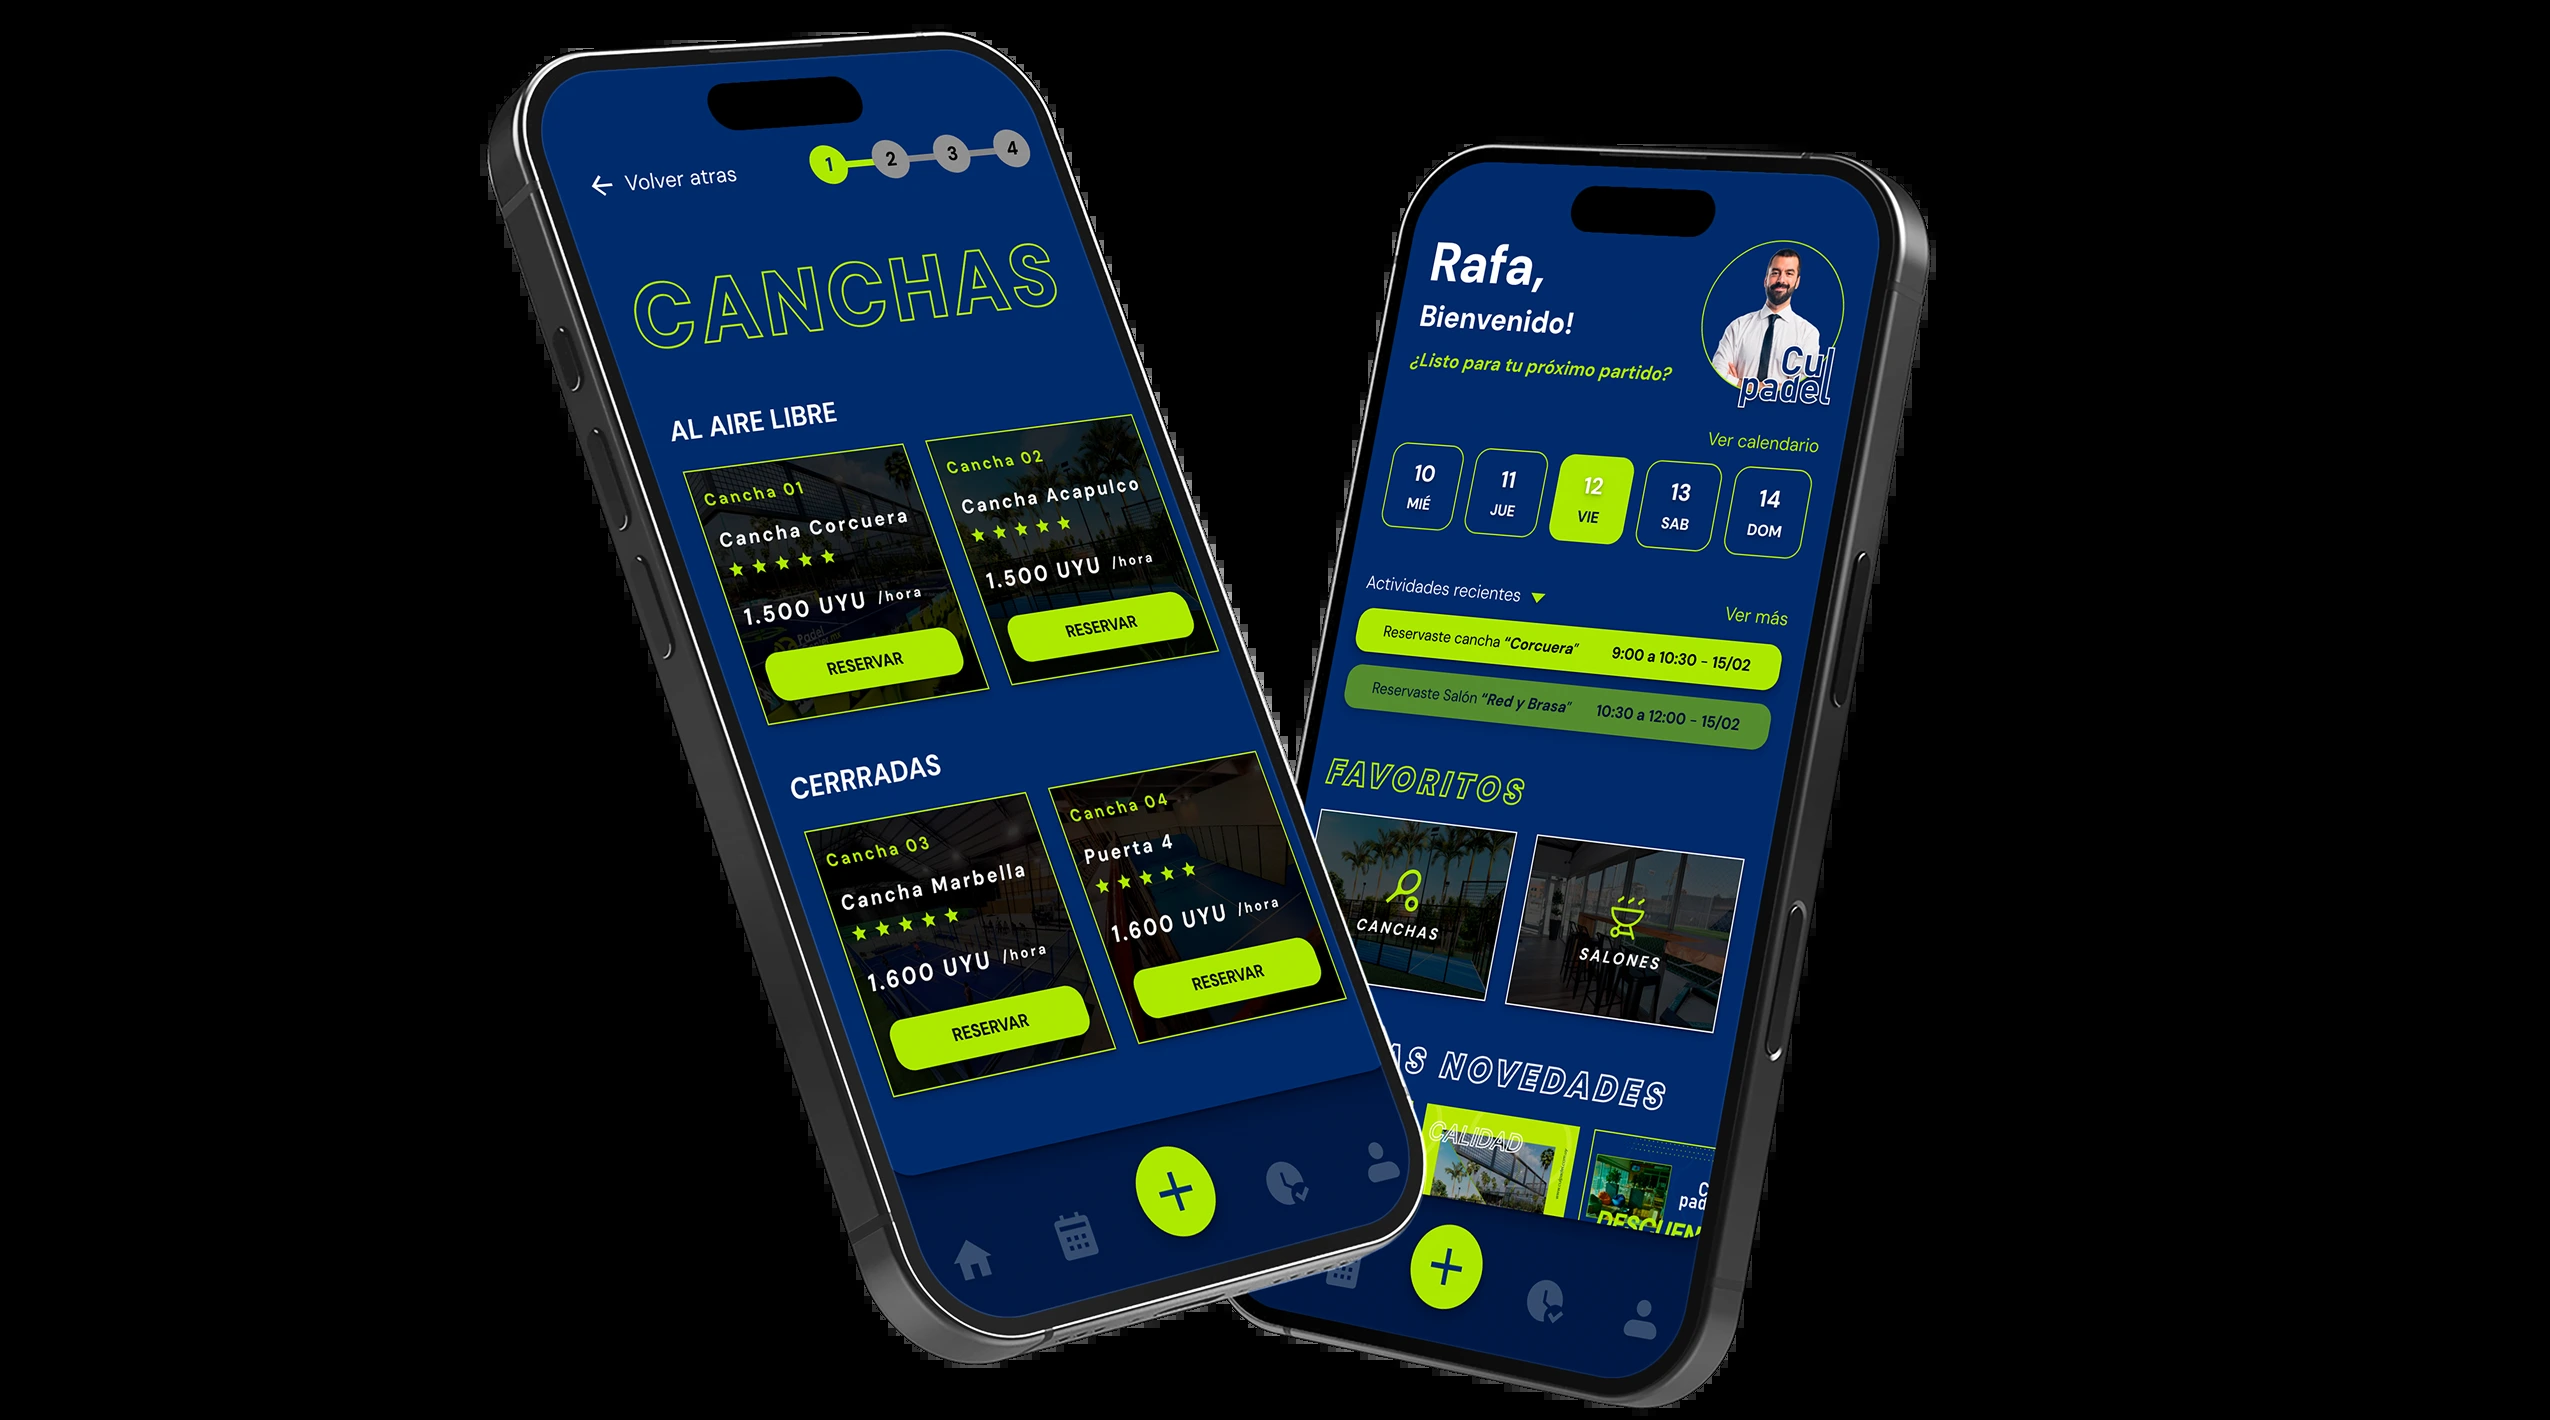 ← Volver atras
1 2 3 4
CANCHAS
AL AIRE LIBRE
Cancha 01
Cancha Corcuera
1.500 UYU /hora
RESERVAR
Cancha 02
Cancha Acapulco
1.500 UYU /hora
RESERVAR
CERRRADAS
Cancha 03
Cancha Marbella
1.600 UYU /hora
RESERVAR
Cancha 04
Puerta 4
1.600 UYU /hora
RESERVAR
Rafa,
Bienvenido!
¿Listo para tu próximo partido?
Cu
padel
Ver calendario
10 11 12 13 14
MIÉ JUE VIE SAB DOM
Actividades recientes
Ver más
Reservaste cancha “Corcuera” 9:00 a 10:30 - 15/02
Reservaste Salón “Red y Brasa” 10:30 a 12:00 - 15/02
FAVORITOS
CANCHAS
SALONES
AS NOVEDADES
CALIDAD
C
pad
DESCUEN